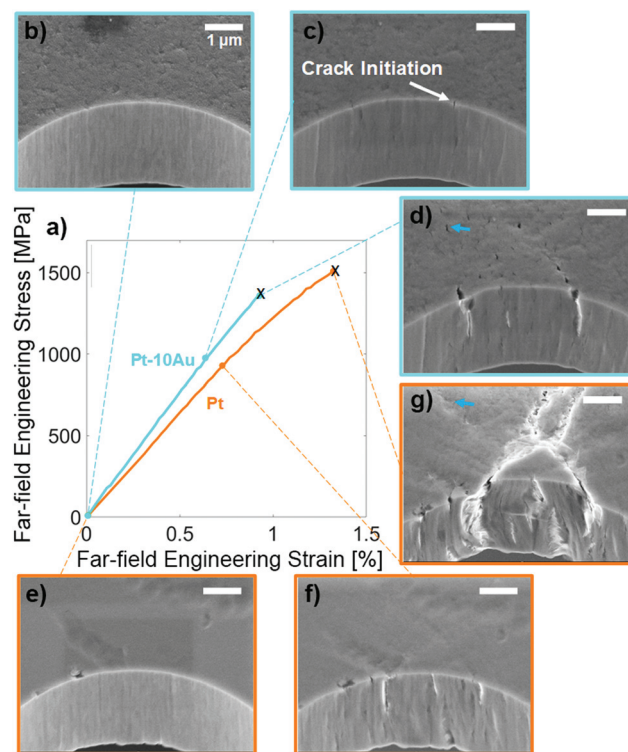 b)
1 µm
c)
Crack Initiation
d)
a)
1500
1000
500
0
0
0.5
1
1.5
X
X
Pt-10Au
Pt
Far-field Engineering Stress [MPa]
Far-field Engineering Strain [%]
g)
e)
f)